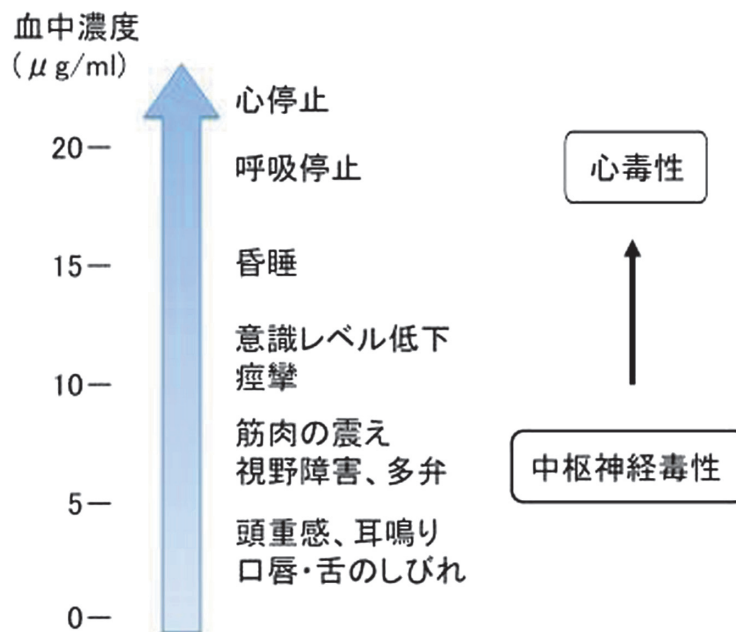 血中濃度
(μg/ml)
心停止
20
呼吸停止
心毒性
15
昏睡
意識レベル低下
10
痙攣
筋肉の震え
視野障害、多弁
中枢神経毒性
5
頭重感、耳鳴り
口唇・舌のしびれ
0